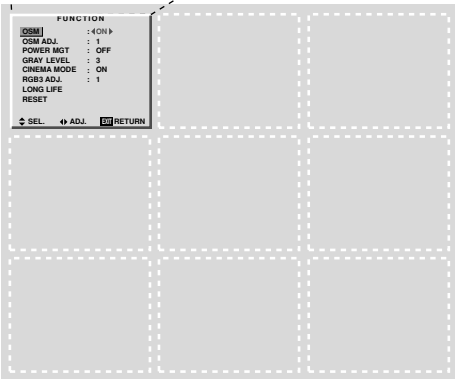 FUNCTION
OSM : ◀ON▶
OSM ADJ. : 1
POWER MGT : OFF
GRAY LEVEL : 3
CINEMA MODE : ON
RGB3 ADJ. : 1
LONG LIFE
RESET
▲▼ SEL. ◀▶ ADJ. EXIT RETURN